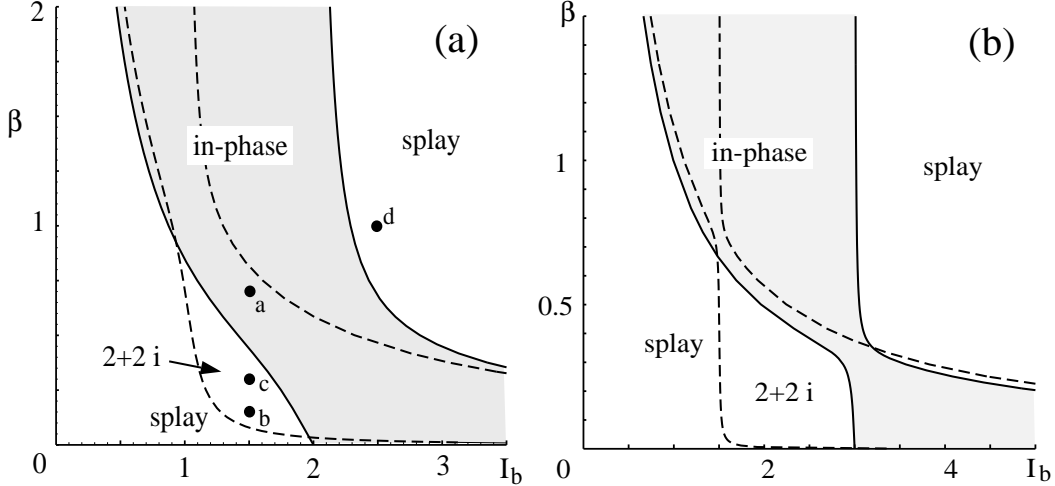 2
(a)
β
in-phase
splay
1
d
a
2+2 i
c
splay
b
0
1
2
3
I_b
β
(b)
in-phase
1
splay
0.5
splay
2+2 i
0
2
4
I_b